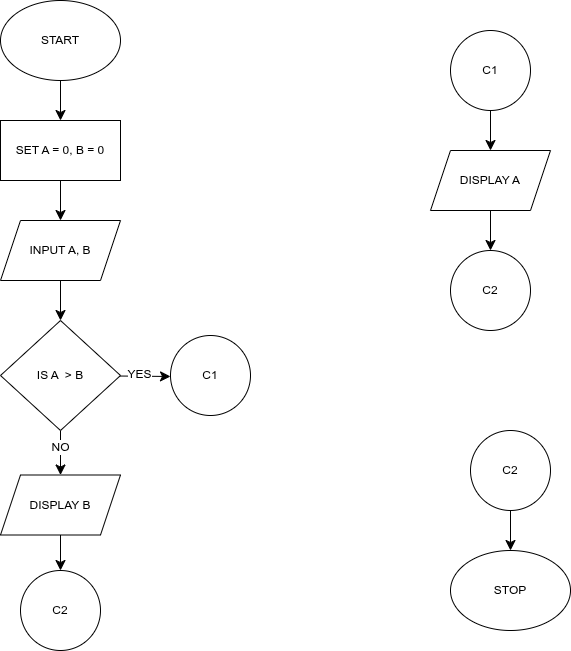 START
SET A = 0, B = 0
INPUT A, B
IS A > B
YES
C1
NO
DISPLAY B
C2
C1
DISPLAY A
C2
C2
STOP